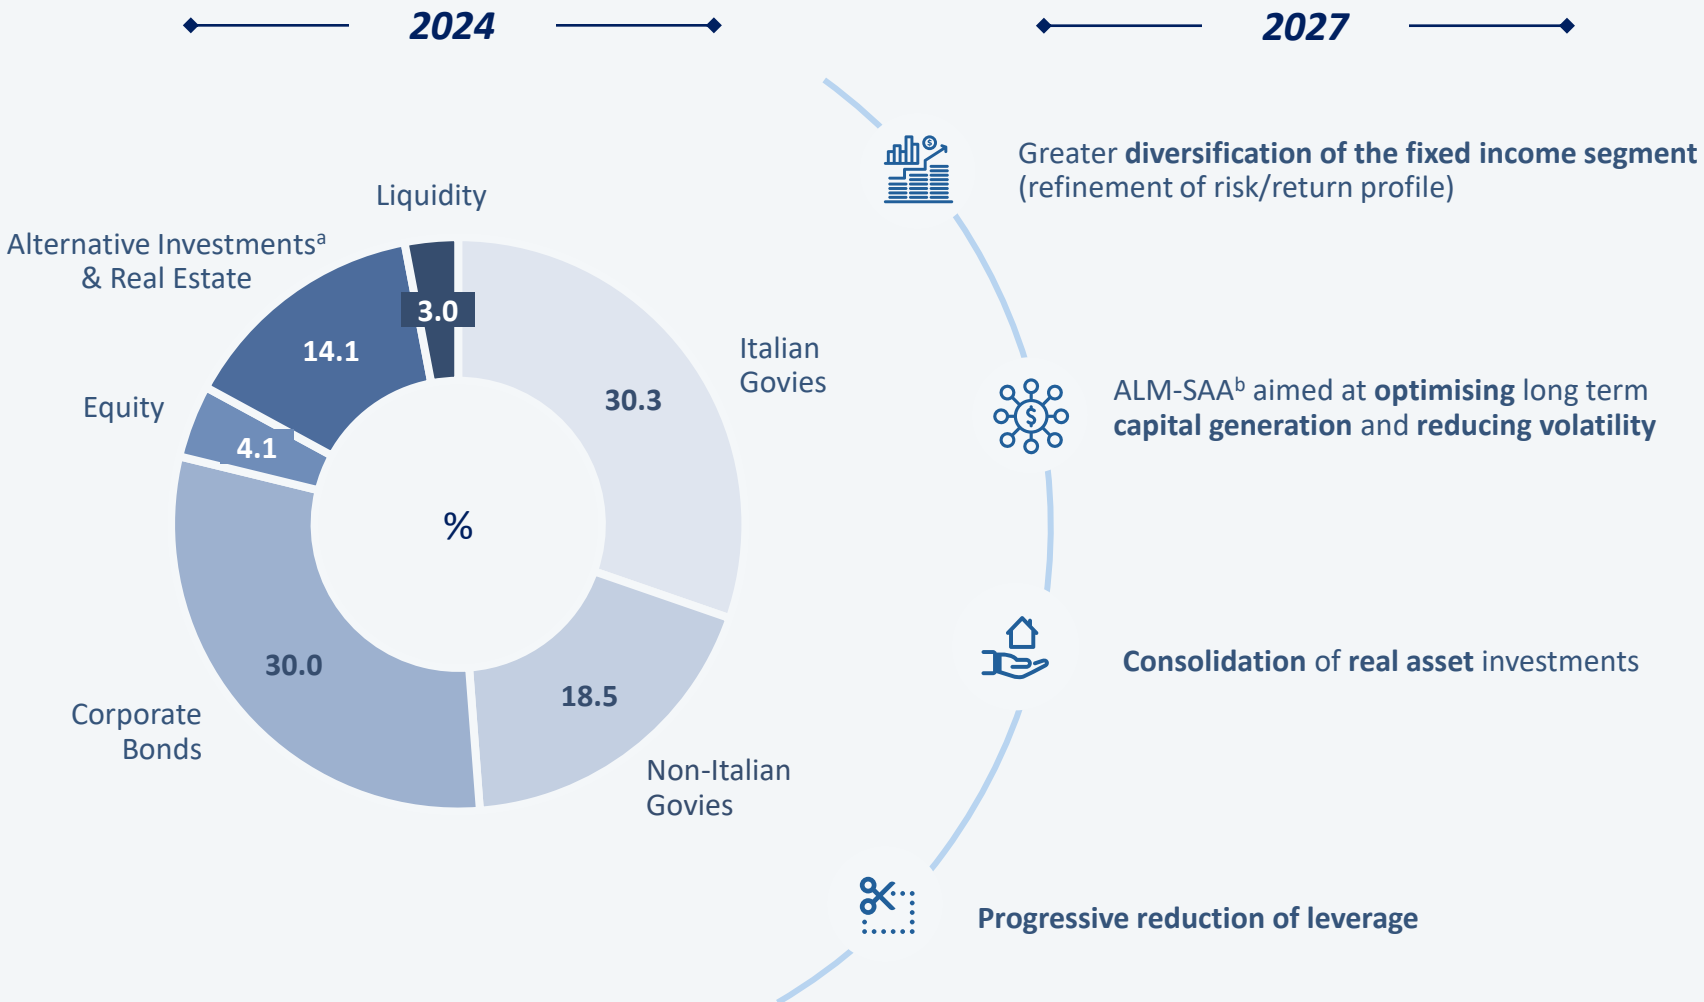 2024
2027
Liquidity
Alternative Investmentsᵃ
& Real Estate
3.0
14.1
Italian
Govies
30.3
Equity
4.1
%
30.0
18.5
Corporate
Bonds
Non-Italian
Govies
Greater diversification of the fixed income segment
(refinement of risk/return profile)
$
ALM-SAAᵇ aimed at optimising long term
capital generation and reducing volatility
$
Consolidation of real asset investments
Progressive reduction of leverage